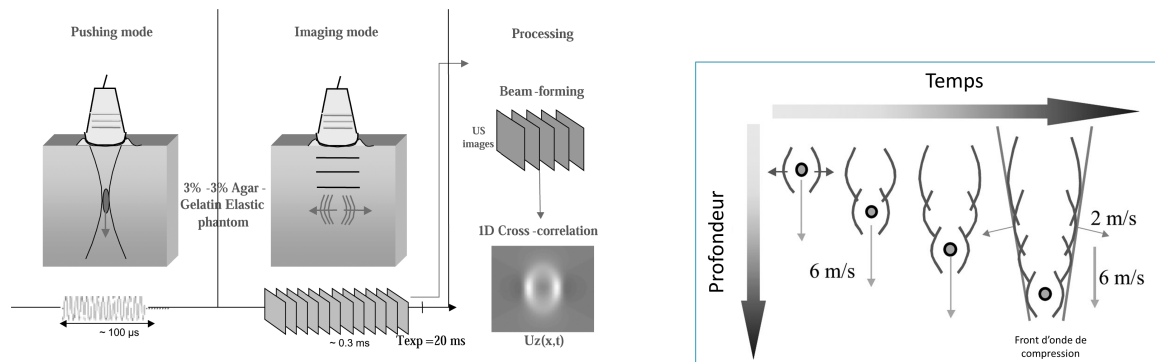 Pushing mode
Imaging mode
Processing
Beam -forming
US
images
3% -3% Agar -
Gelatin Elastic
phantom
1D Cross -correlation
~ 100 µs
~ 0.3 ms
Texp =20 ms
Uz(x,t)
Temps
Profondeur
6 m/s
2 m/s
6 m/s
Front d'onde de
compression